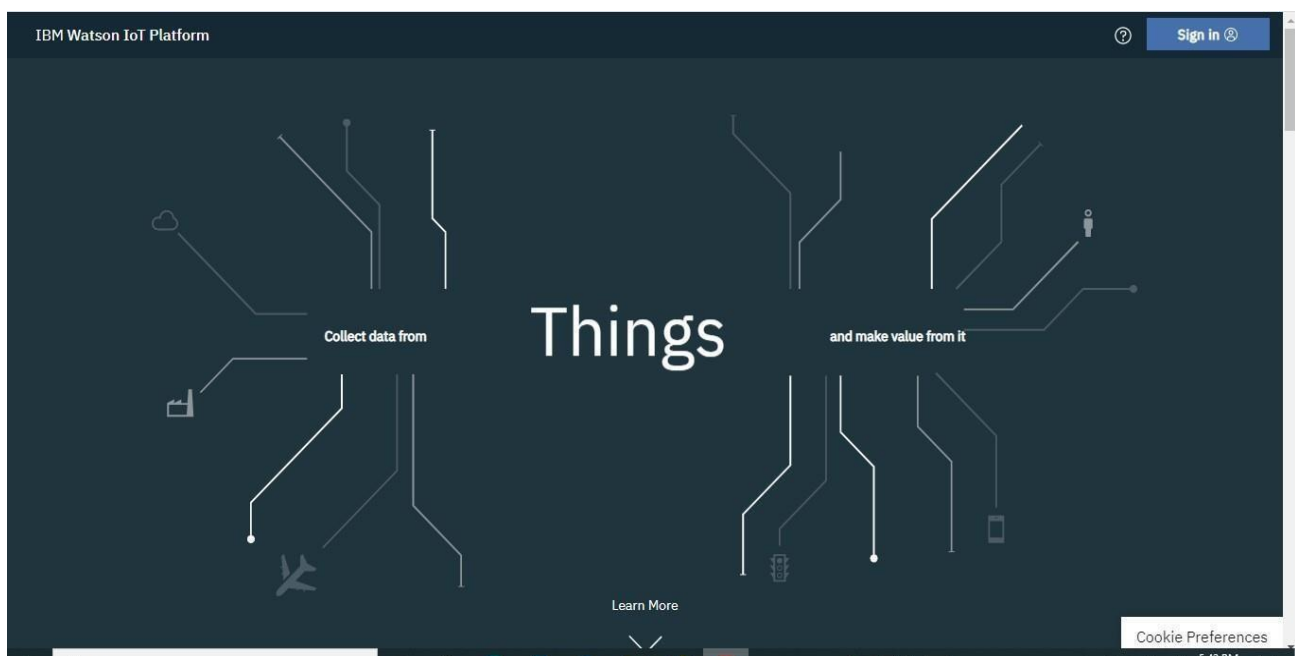 IBM Watson IoT Platform
Sign in
Collect data from
Things
and make value from it
Learn More
Cookie Preferences